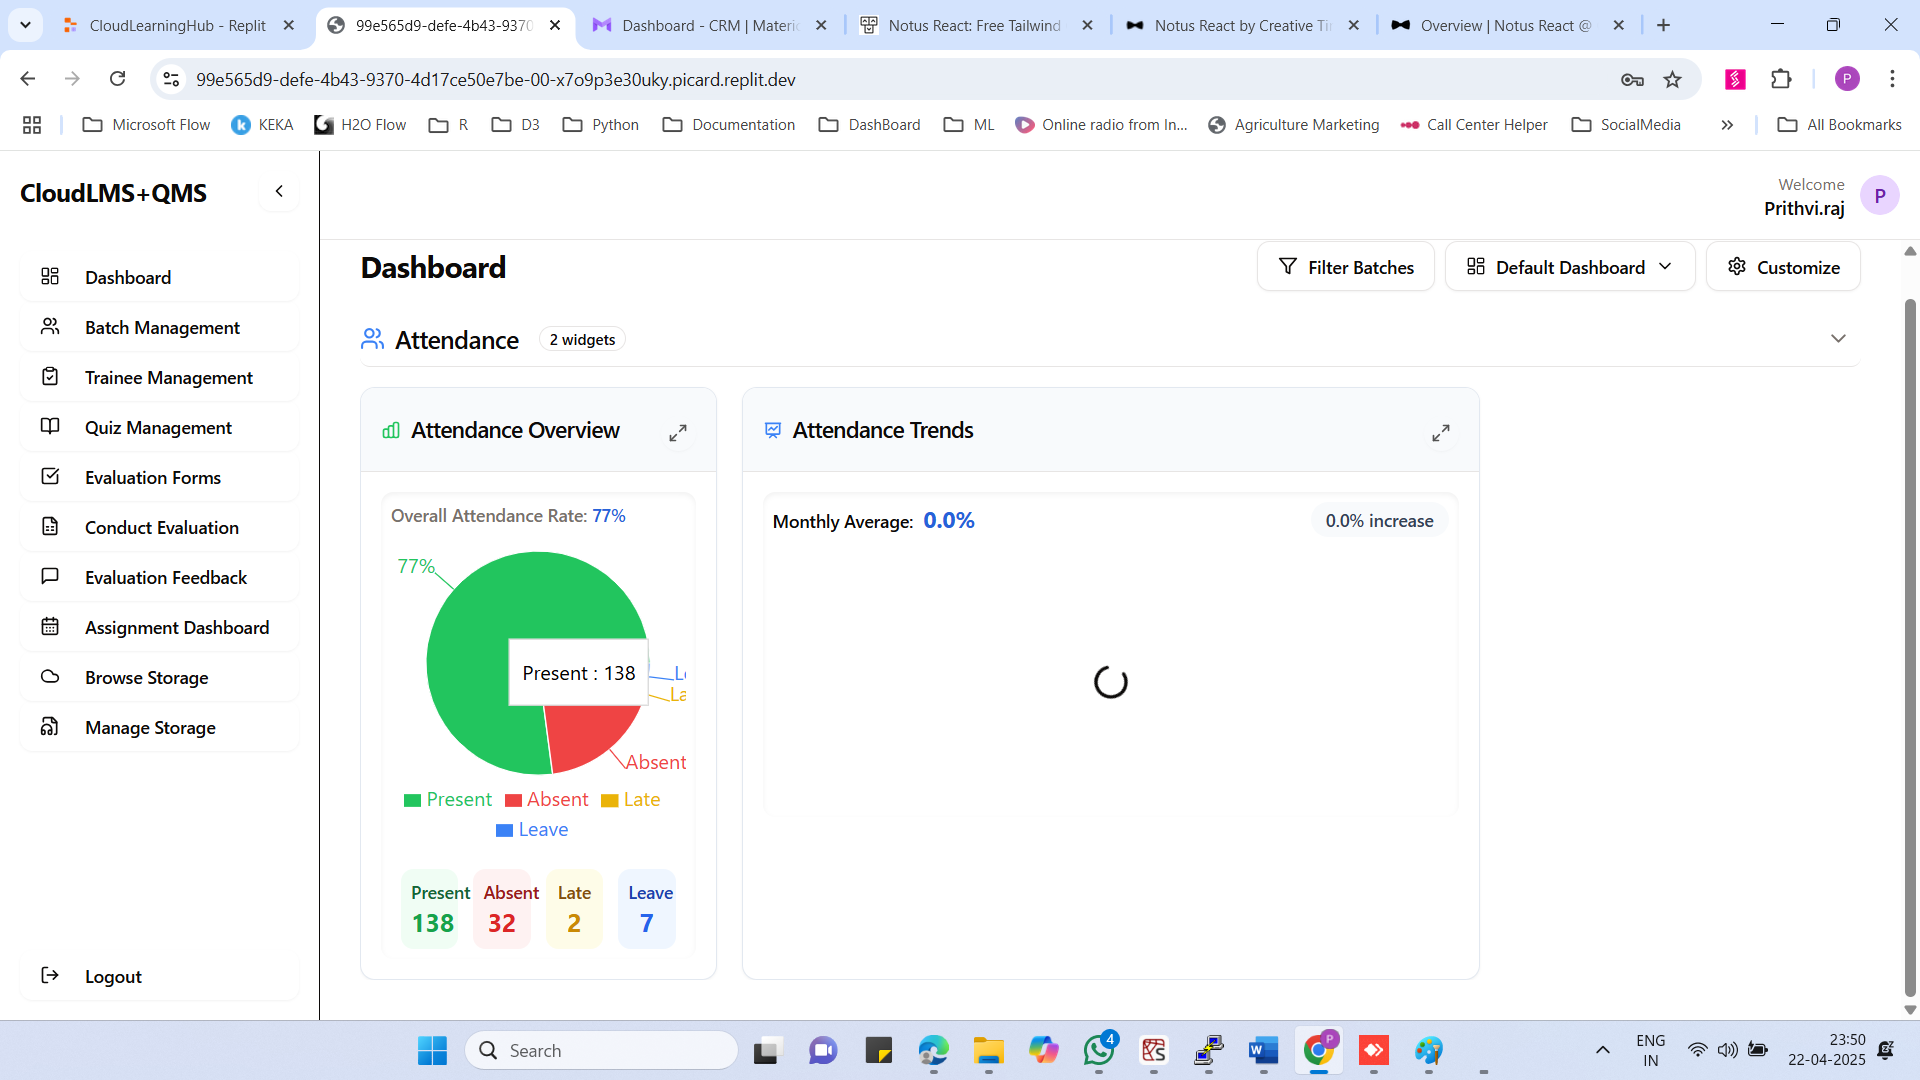 CloudLearningHub - Replit
99e565d9-defe-4b43-9370
Dashboard - CRM | Materi
Notus React: Free Tailwind
Notus React by Creative Ti
Overview | Notus React @
99e565d9-defe-4b43-9370-4d17ce50e7be-00-x7o9p3e30uky.picard.replit.dev
P
Microsoft Flow
KEKA
H2O Flow
R
D3
Python
Documentation
DashBoard
ML
Online radio from In...
Agriculture Marketing
Call Center Helper
SocialMedia
All Bookmarks
CloudLMS+QMS
Welcome
Prithvi.raj
P
Dashboard
Batch Management
Trainee Management
Quiz Management
Evaluation Forms
Conduct Evaluation
Evaluation Feedback
Assignment Dashboard
Browse Storage
Manage Storage
Logout
Dashboard
Filter Batches
Default Dashboard
Customize
Attendance
2 widgets
Attendance Overview
Overall Attendance Rate: 77%
77%
Present : 138
Le
La
Absent
Present
Absent
Late
Leave
Present
138
Absent
32
Late
2
Leave
7
Attendance Trends
Monthly Average: 0.0%
0.0% increase
Search
4
P
ENG
IN
23:50
22-04-2025